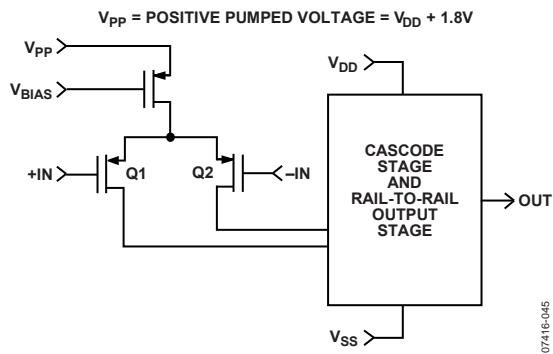 VPP = POSITIVE PUMPED VOLTAGE = VDD + 1.8V
VPP
VBIAS
VDD
+IN
Q1
Q2
–IN
CASCODE
STAGE
AND
RAIL-TO-RAIL
OUTPUT
STAGE
OUT
VSS
07416-045